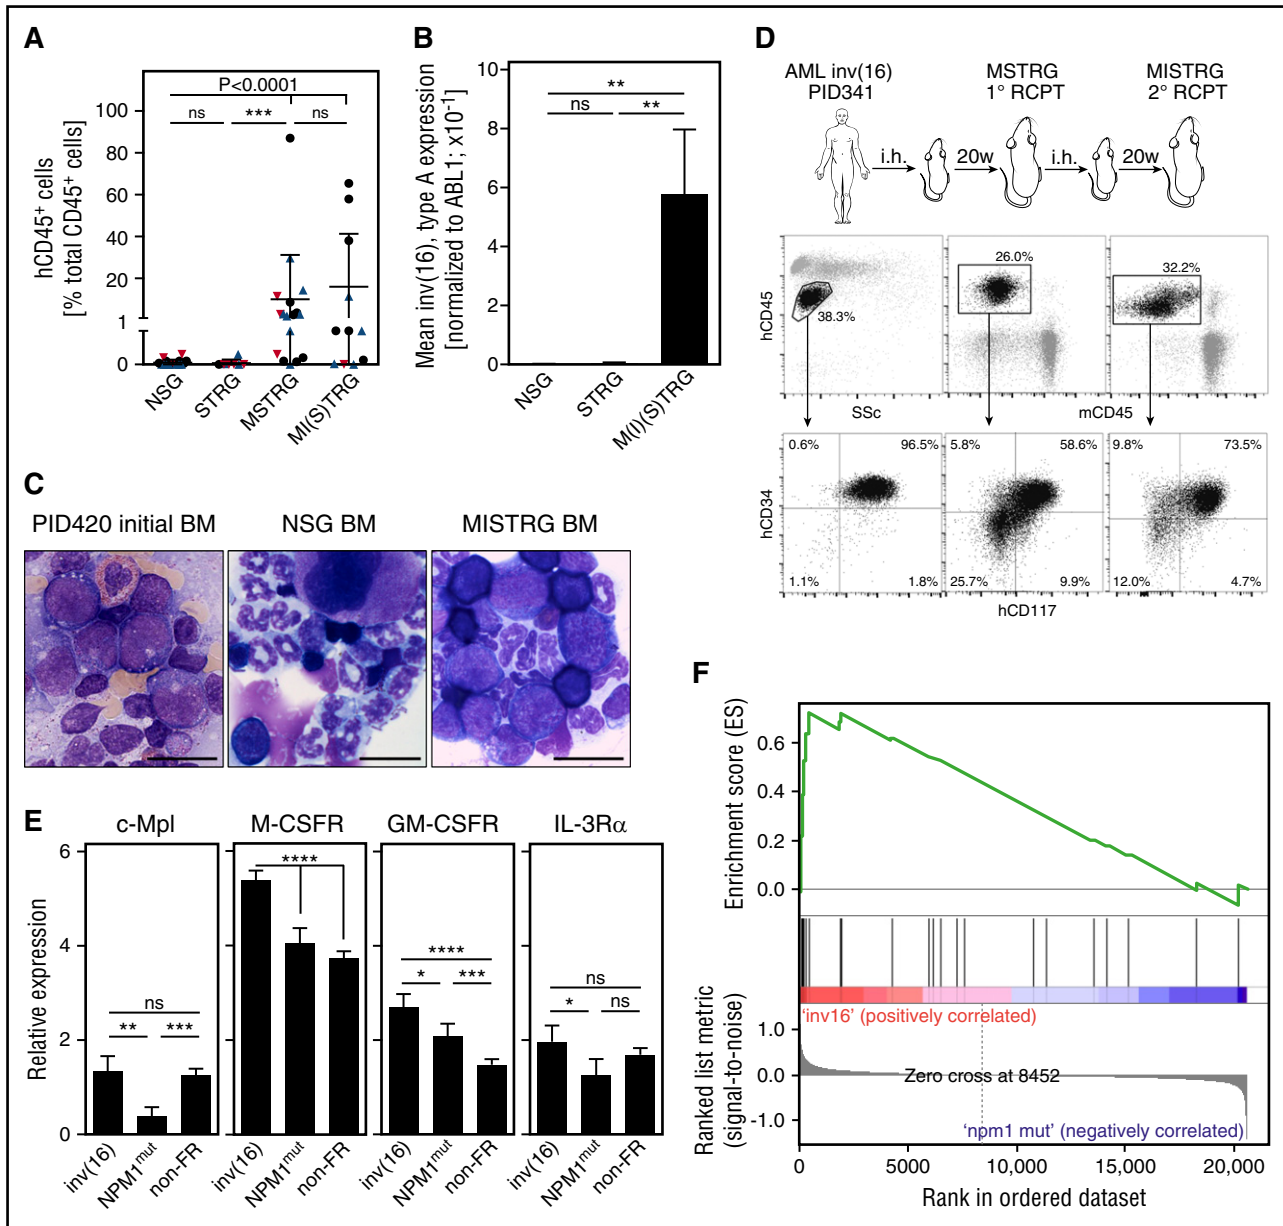 A
hCD45⁺ cells
[% total CD45⁺ cells]
P<0.0001
ns
***
ns
100
80
60
40
20
1
0
NSG
STRG
MSTRG
MI(S)TRG
B
Mean inv(16), type A expression
[normalized to ABL1; x10⁻¹]
**
ns
**
10
8
6
4
2
0
NSG
STRG
M(I)(S)TRG
C
PID420 initial BM
NSG BM
MISTRG BM
D
AML inv(16)
PID341
MSTRG
1° RCPT
MISTRG
2° RCPT
i.h.
20w
i.h.
20w
hCD45
38.3%
26.0%
32.2%
SSc
mCD45
hCD34
0.6%
96.5%
1.1%
1.8%
5.8%
58.6%
25.7%
9.9%
9.8%
73.5%
12.0%
4.7%
hCD117
E
Relative expression
6
4
2
0
c-Mpl
ns
**
***
inv(16)
NPM1ᵐᵘᵗ
non-FR
M-CSFR
****
inv(16)
NPM1ᵐᵘᵗ
non-FR
GM-CSFR
****
*
***
inv(16)
NPM1ᵐᵘᵗ
non-FR
IL-3Rα
ns
*
ns
inv(16)
NPM1ᵐᵘᵗ
non-FR
F
Enrichment score (ES)
0.6
0.4
0.2
0.0
'inv16' (positively correlated)
Ranked list metric
(signal-to-noise)
1.0
0.0
-1.0
Zero cross at 8452
'npm1 mut' (negatively correlated)
0
5000
10,000
15,000
20,000
Rank in ordered dataset